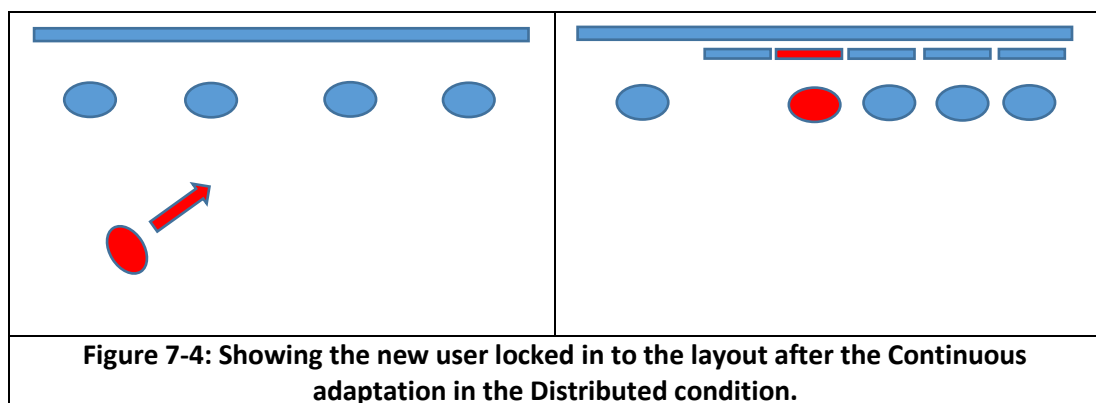 Figure 7-4: Showing the new user locked in to the layout after the Continuous
adaptation in the Distributed condition.